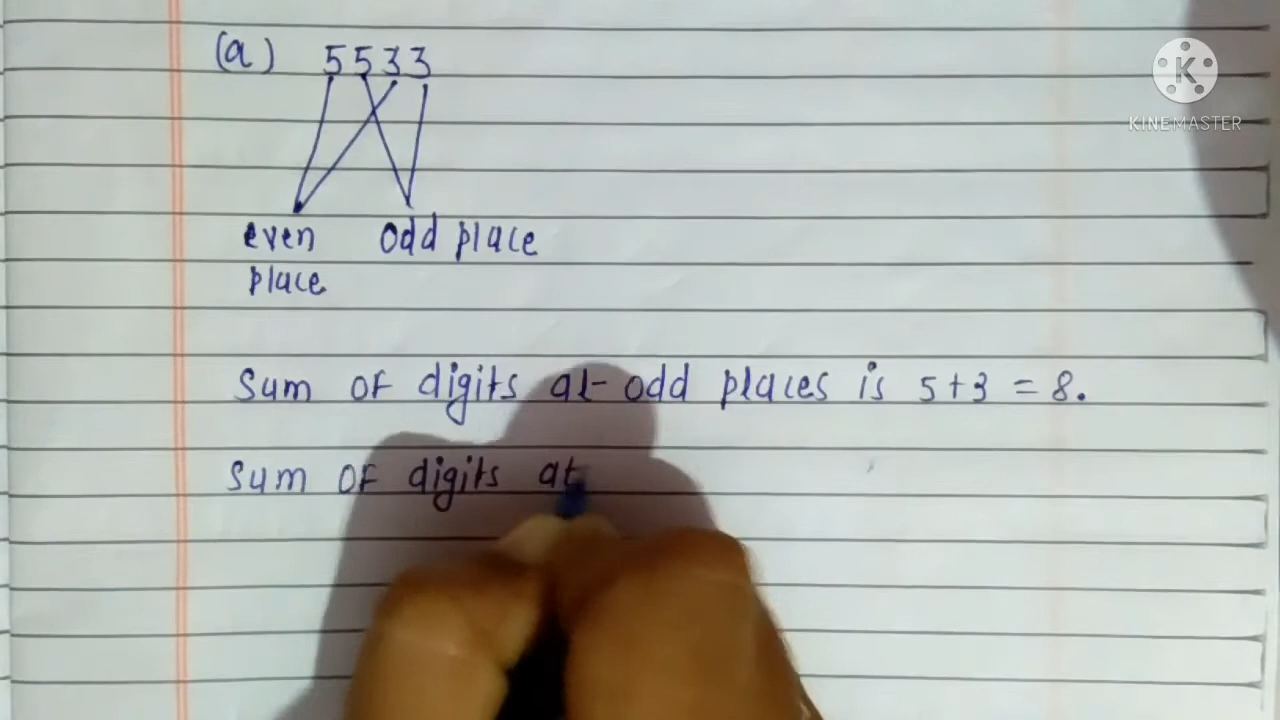 (a) 5533
K
KINEMASTER
even odd place
place
Sum of digits at odd places is 5+3 = 8.
Sum of digits at